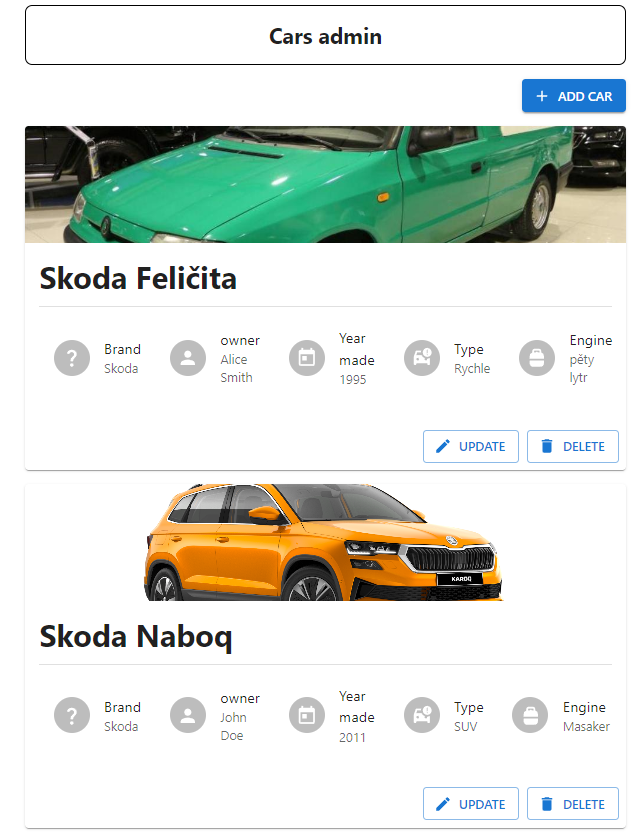 Cars admin
ADD CAR
Skoda Feličita
Brand
Skoda
owner
Alice
Smith
Year
made
1995
Type
Rychle
Engine
pěty
lytr
UPDATE
DELETE
KAROQ
Skoda Naboq
Brand
Skoda
owner
John
Doe
Year
made
2011
Type
SUV
Engine
Masaker
UPDATE
DELETE